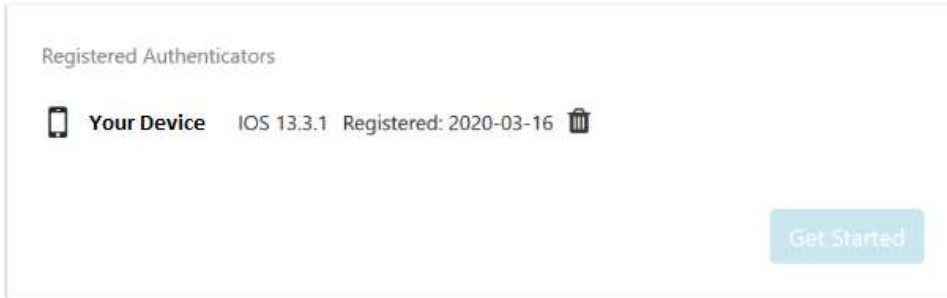 Registered Authenticators
Your Device IOS 13.3.1 Registered: 2020-03-16
Get Started